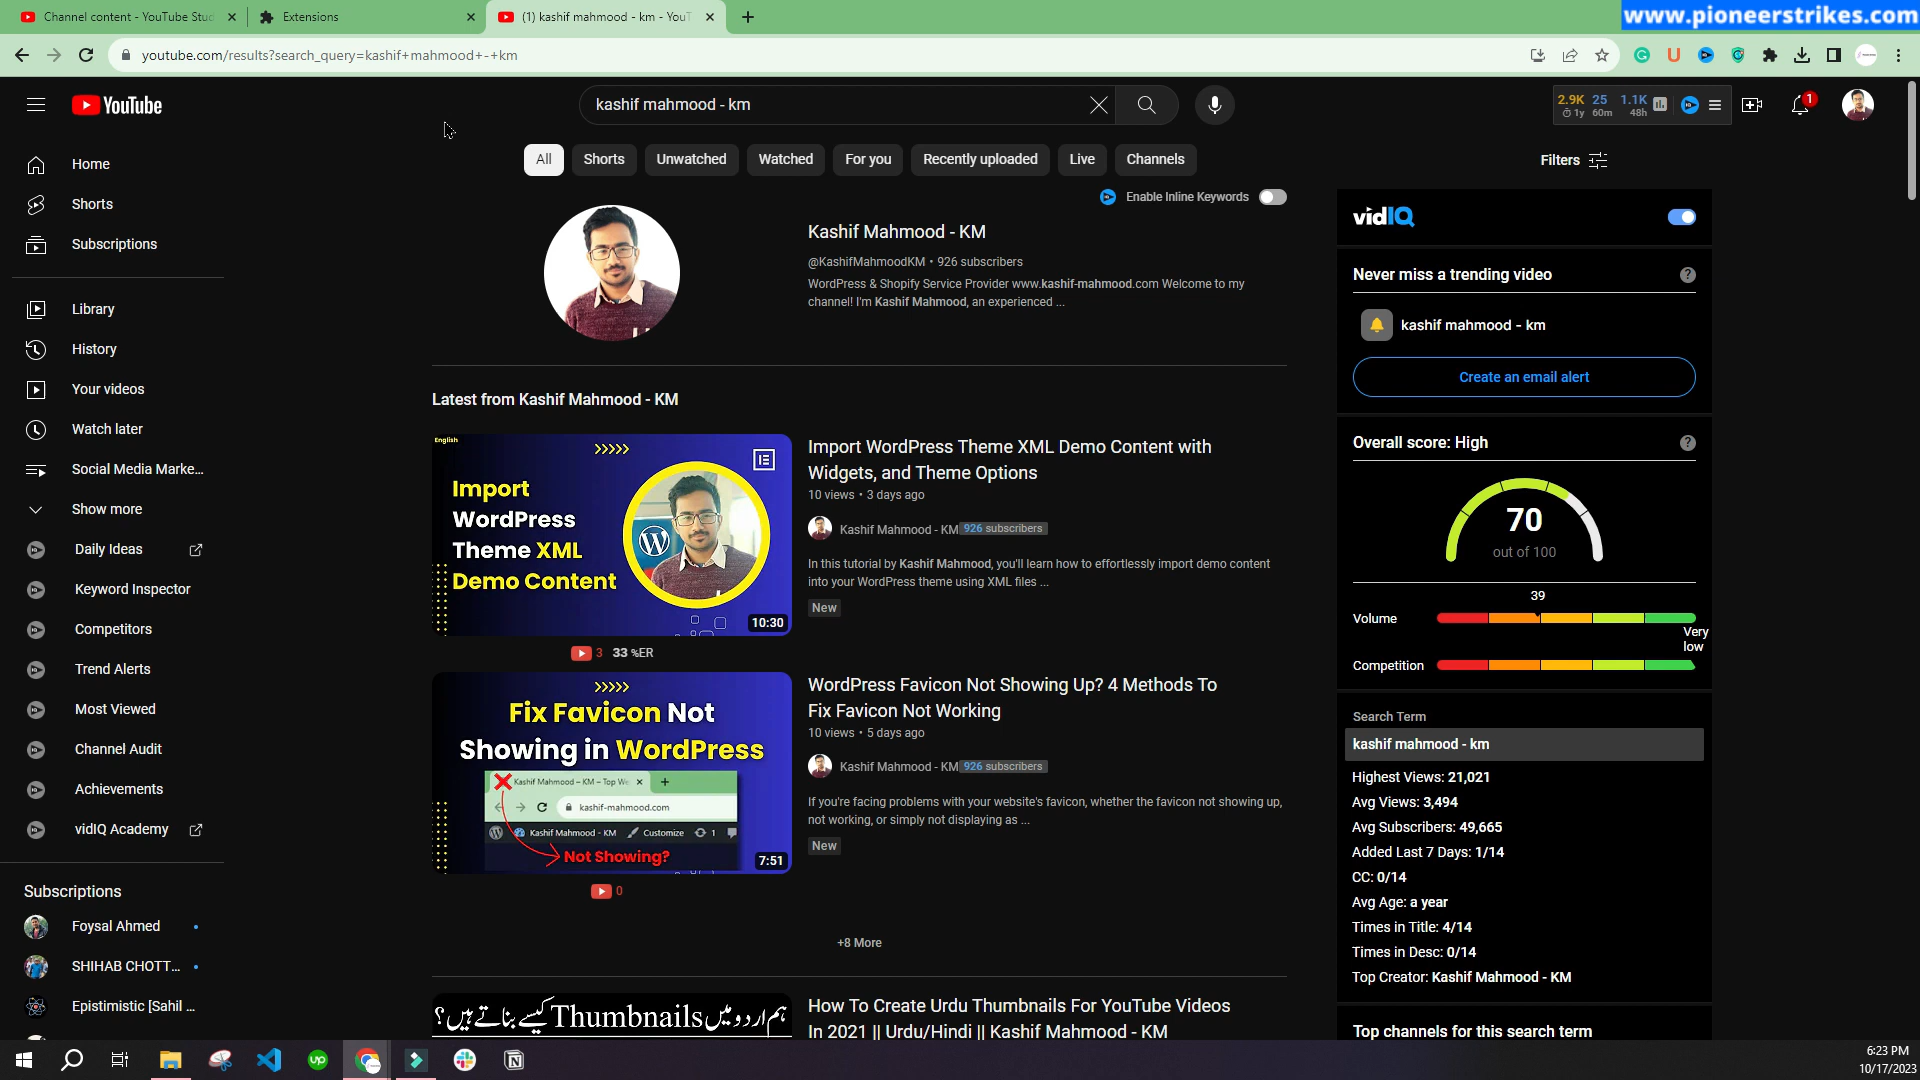 Channel content - YouTube Stud
Extensions
(1) kashif mahmood - km - YouT
www.pioneerstrikes.com
youtube.com/results?search_query=kashif+mahmood+-+km
YouTube
kashif mahmood - km
2.9K 25 1.1K
1y 60m 48h
1
All
Shorts
Unwatched
Watched
For you
Recently uploaded
Live
Channels
Filters
Home
Shorts
Subscriptions
Library
History
Your videos
Watch later
Social Media Marke...
Show more
Daily Ideas
Keyword Inspector
Competitors
Trend Alerts
Most Viewed
Channel Audit
Achievements
vidIQ Academy
Subscriptions
Foysal Ahmed
SHIHAB CHOTT...
Epistimistic [Sahil ...
Enable Inline Keywords
Kashif Mahmood - KM
@KashifMahmoodKM • 926 subscribers
WordPress & Shopify Service Provider www.kashif-mahmood.com Welcome to my
channel! I'm Kashif Mahmood, an experienced ...
Latest from Kashif Mahmood - KM
English
Import
WordPress
Theme XML
Demo Content
10:30
3 33 %ER
Import WordPress Theme XML Demo Content with
Widgets, and Theme Options
10 views • 3 days ago
Kashif Mahmood - KM 926 subscribers
In this tutorial by Kashif Mahmood, you'll learn how to effortlessly import demo content
into your WordPress theme using XML files ...
New
Fix Favicon Not
Showing in WordPress
Kashif Mahmood – KM – Top We
kashif-mahmood.com
Kashif Mahmood - KM Customize 1
Not Showing?
7:51
0
WordPress Favicon Not Showing Up? 4 Methods To
Fix Favicon Not Working
10 views • 5 days ago
Kashif Mahmood - KM 926 subscribers
If you're facing problems with your website's favicon, whether the favicon not showing up,
not working, or simply not displaying as ...
New
+8 More
ہم اردو میں Thumbnails کیسے بناتے ہیں؟
How To Create Urdu Thumbnails For YouTube Videos
In 2021 || Urdu/Hindi || Kashif Mahmood - KM
vidIQ
Never miss a trending video
kashif mahmood - km
Create an email alert
Overall score: High
70
out of 100
39
Volume
Very
low
Competition
Search Term
kashif mahmood - km
Highest Views: 21,021
Avg Views: 3,494
Avg Subscribers: 49,665
Added Last 7 Days: 1/14
CC: 0/14
Avg Age: a year
Times in Title: 4/14
Times in Desc: 0/14
Top Creator: Kashif Mahmood - KM
Top channels for this search term
6:23 PM
10/17/2023